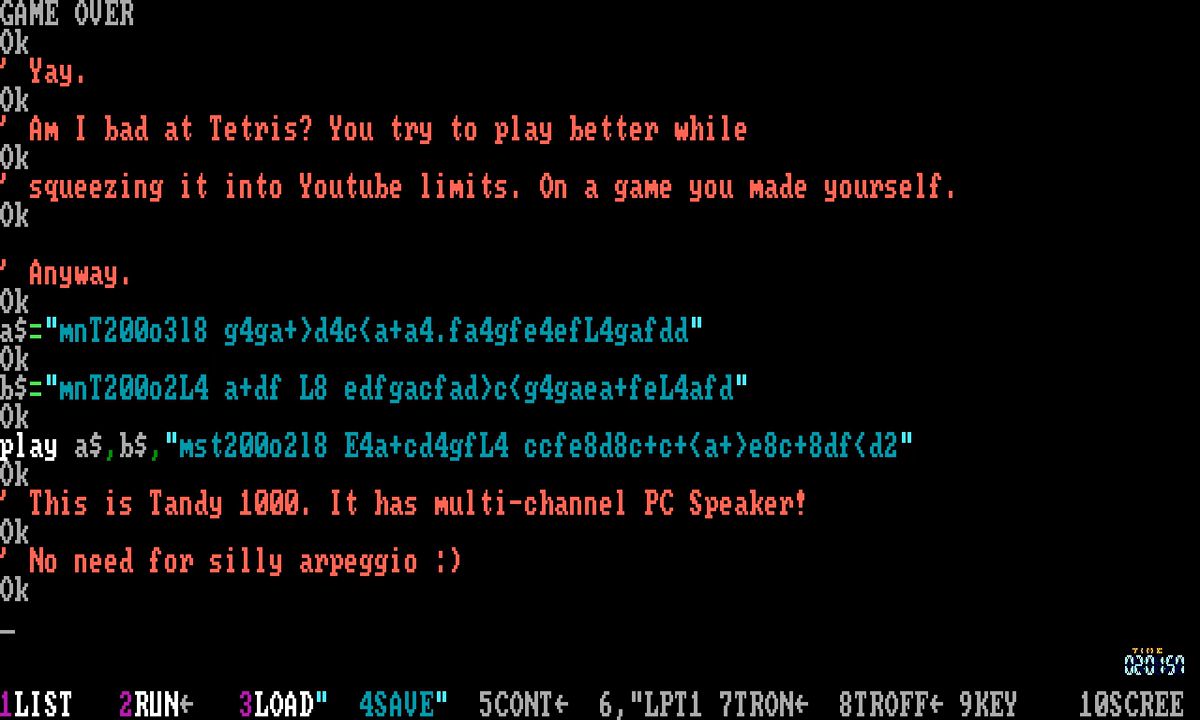 GAME OVER
Ok
' Yay.
Ok
' Am I bad at Tetris? You try to play better while
Ok
' squeezing it into Youtube limits. On a game you made yourself.
Ok
' Anyway.
Ok
a$="mnT200o3l8 g4ga+>d4c<a+a4.fa4gfe4efL4gafdd"
Ok
b$="mnT200o2L4 a+df L8 edfgacfad>c<g4gaea+feL4afd"
Ok
play a$,b$,"mst200o2l8 E4a+cd4gfL4 ccfe8d8c+c+<a+>e8c+8df<d2"
Ok
' This is Tandy 1000. It has multi-channel PC Speaker!
Ok
' No need for silly arpeggio :)
Ok
_
TIME
020157
1LIST 2RUN← 3LOAD" 4SAVE" 5CONT← 6,"LPT1 7TRON← 8TROFF← 9KEY 10SCREE